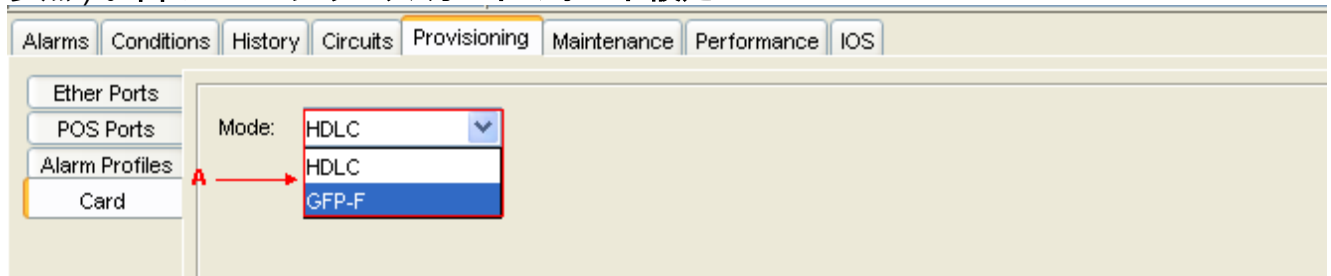 Alarms Conditions History Circuits Provisioning Maintenance Performance IOS
Ether Ports
POS Ports
Alarm Profiles
Card
Mode: HDLC
HDLC
GFP-F
A